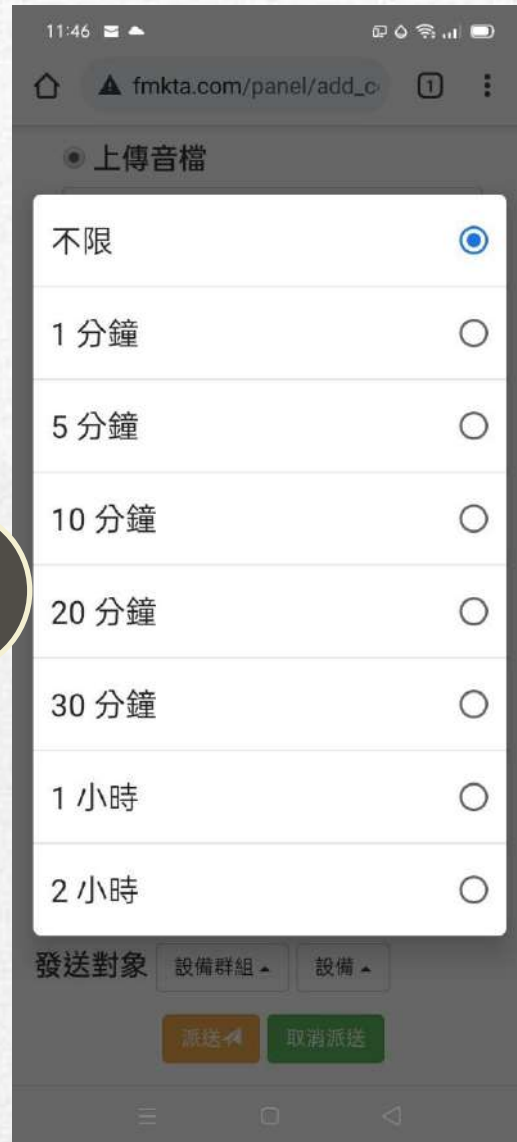 11:46
fmkta.com/panel/add_c
1
上傳音檔
不限
1 分鐘
5 分鐘
10 分鐘
20 分鐘
30 分鐘
1 小時
2 小時
發送對象 設備群組 設備
派送 取消派送